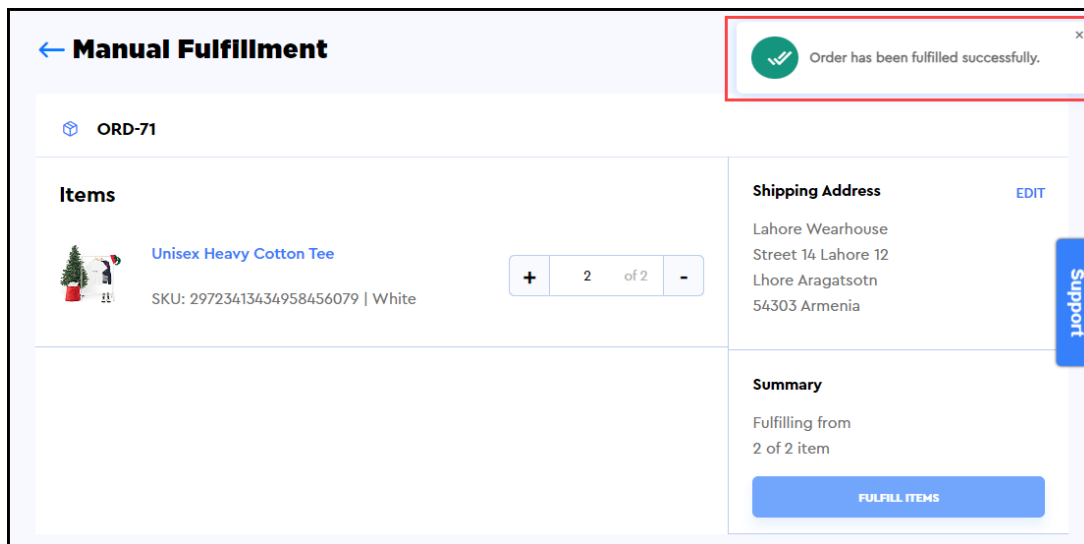 ← Manual Fulfillment
×
Order has been fulfilled successfully.
ORD-71
Items
Unisex Heavy Cotton Tee
SKU: 29723413434958456079 | White
+ 2 of 2 -
Shipping Address EDIT
Lahore Wearhouse
Street 14 Lahore 12
Lhore Aragatsotn
54303 Armenia
Support
Summary
Fulfilling from
2 of 2 item
FULFILL ITEMS